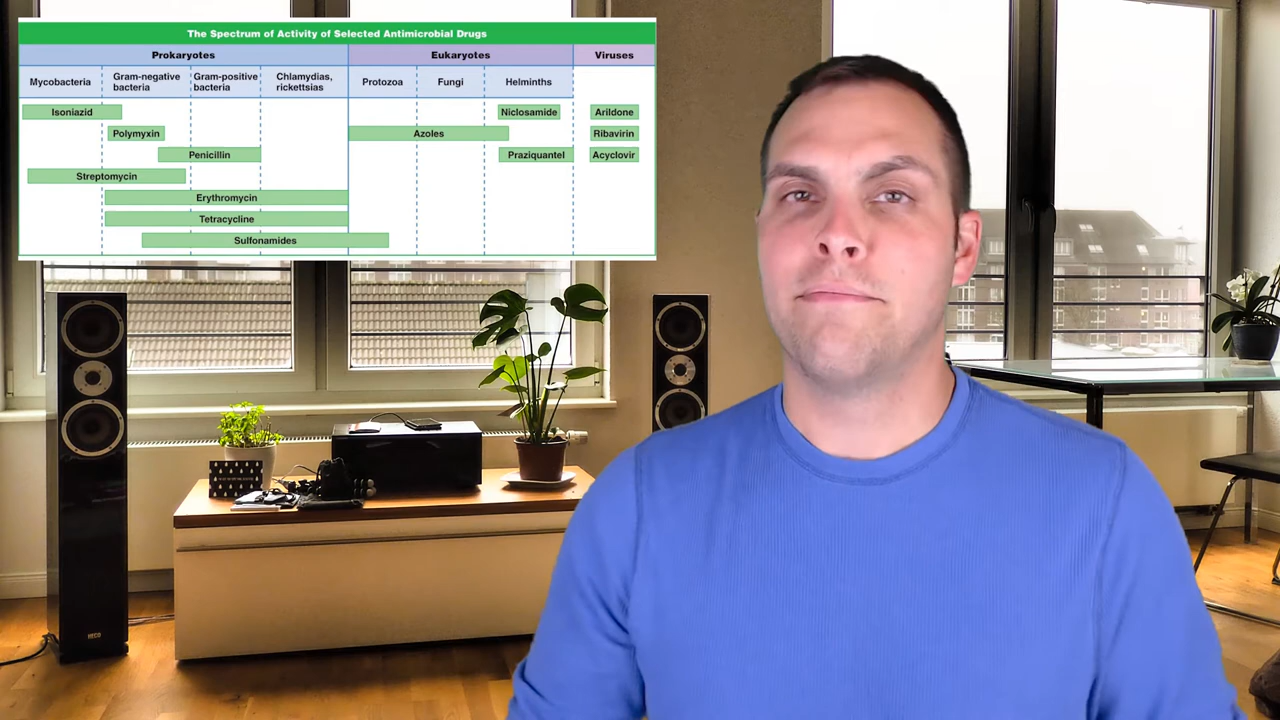 The Spectrum of Activity of Selected Antimicrobial Drugs
Prokaryotes Eukaryotes Viruses
Mycobacteria
Gram-negative
bacteria
Gram-positive
bacteria
Chlamydias,
rickettsias
Protozoa
Fungi
Helminths
Isoniazid Niclosamide Arildone
Polymyxin Azoles Ribavirin
Penicillin Praziquantel Acyclovir
Streptomycin
Erythromycin
Tetracycline
Sulfonamides
HECO